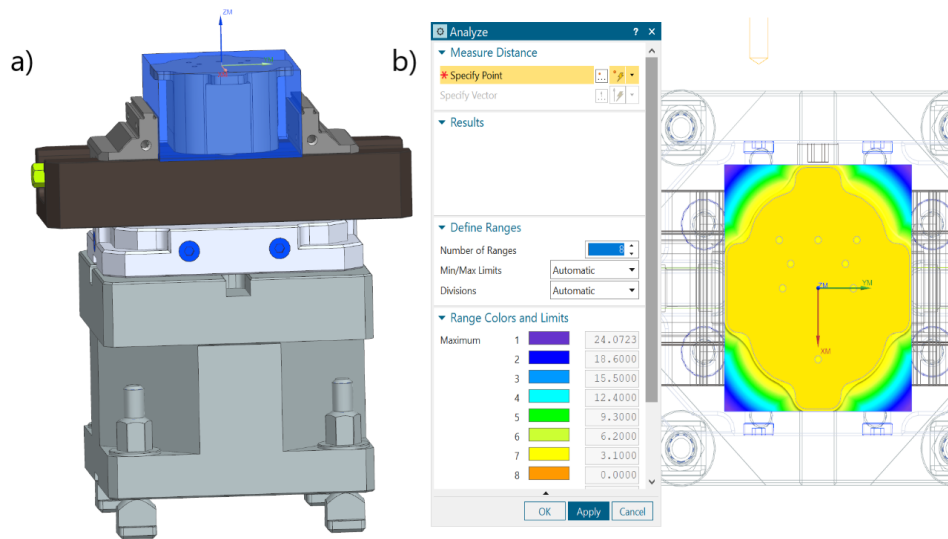 a)
ZM
b)
Analyze
? ×
Measure Distance
* Specify Point
Specify Vector
Results
Define Ranges
Number of Ranges 8
Min/Max Limits Automatic
Divisions Automatic
Range Colors and Limits
Maximum 1 24.0723
2 18.6000
3 15.5000
4 12.4000
5 9.3000
6 6.2000
7 3.1000
8 0.0000
OK Apply Cancel
ZM
YM
XM